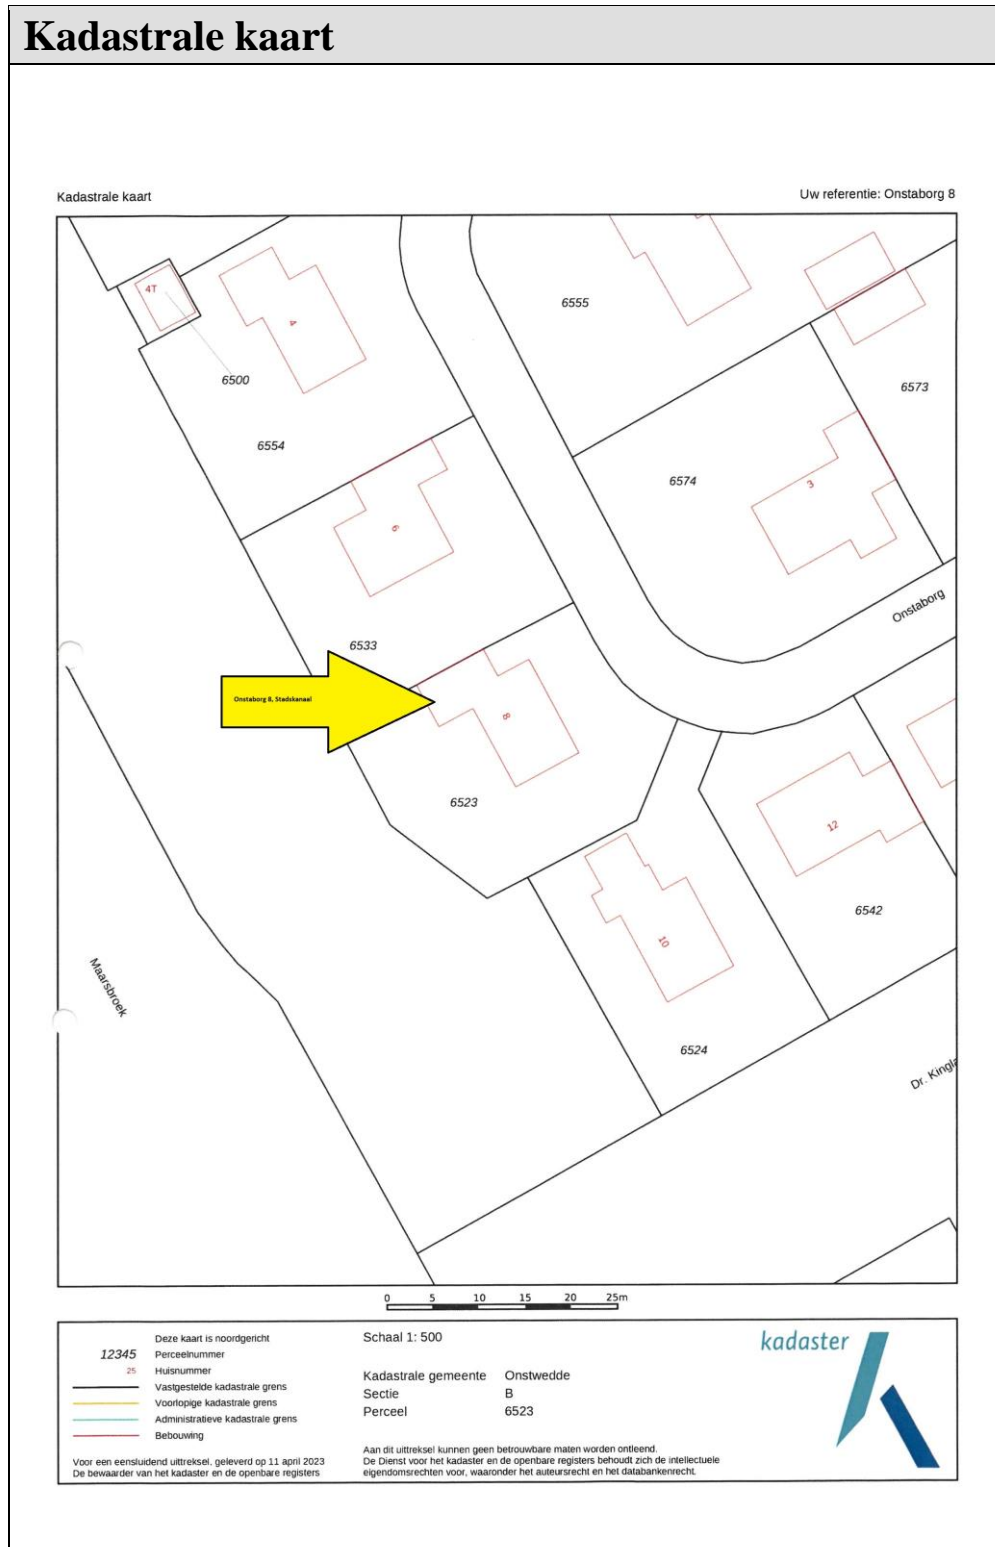 Kadastrale kaart
Kadastrale kaart
Uw referentie: Onstaborg 8
4T
4
6500
6554
6555
6573
6574
3
6
6533
Onstaborg
Onstaborg 8, Stadskanaal
8
6523
12
6542
10
6524
Maarsbroek
Dr. Kingla
0 5 10 15 20 25m
Deze kaart is noordgericht
12345 Perceelnummer
25 Huisnummer
Vastgestelde kadastrale grens
Voorlopige kadastrale grens
Administratieve kadastrale grens
Bebouwing
Voor een eensluidend uittreksel, geleverd op 11 april 2023
De bewaarder van het kadaster en de openbare registers
Schaal 1: 500
Kadastrale gemeente Onstwedde
Sectie B
Perceel 6523
Aan dit uittreksel kunnen geen betrouwbare maten worden ontleend.
De Dienst voor het kadaster en de openbare registers behoudt zich de intellectuele
eigendomsrechten voor, waaronder het auteursrecht en het databankenrecht.
kadaster